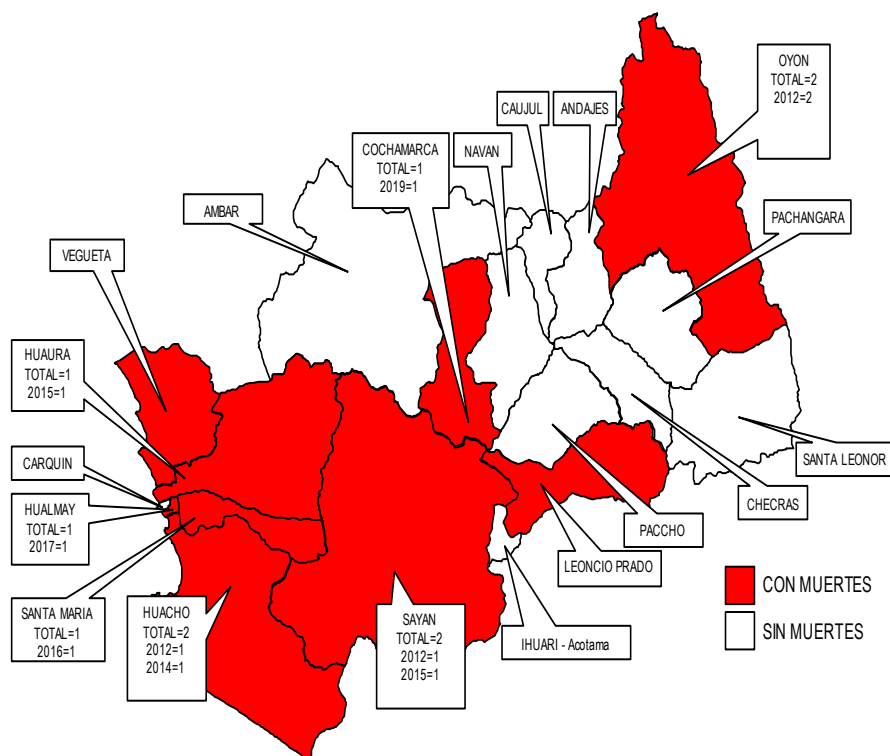 OYON
TOTAL=2
2012=2
CAUJUL
ANDAJES
COCHAMARCA
TOTAL=1
2019=1
NAVAN
AMBAR
PACHANGARA
VEGUETA
HUAURA
TOTAL=1
2015=1
CARQUIN
SANTA LEONOR
HUALMAY
TOTAL=1
2017=1
CHECRAS
PACCHO
LEONCIO PRADO
CON MUERTES
SANTA MARIA
TOTAL=1
2016=1
HUACHO
TOTAL=2
2012=1
2014=1
SAYAN
TOTAL=2
2012=1
2015=1
IHUARI - Acotama
SIN MUERTES